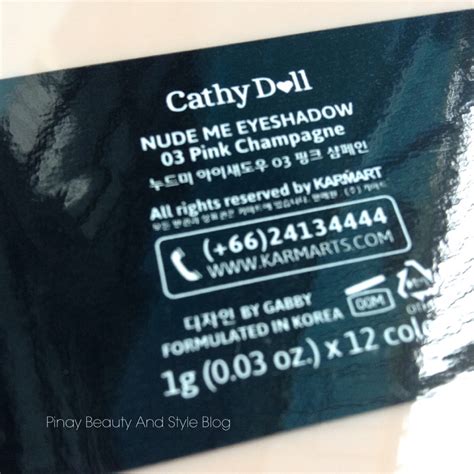 Cathy Doll
NUDE ME EYESHADOW
03 Pink Champagne
누드미 아이섀도우 03 핑크 샴페인
All rights reserved by KARMART
(+66)24134444
WWW.KARMARTS.COM
디자인 BY GABBY
FORMULATED IN KOREA
1g (0.03 oz.) x 12 colo
Pinay Beauty And Style Blog